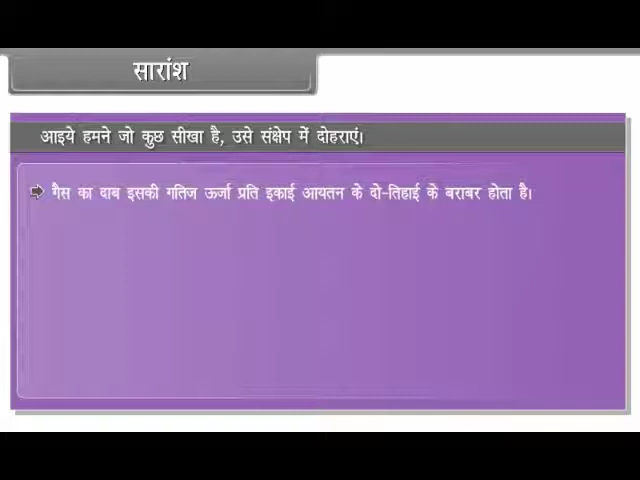 सारांश
आइये हमने जो कुछ सीखा है, उसे संक्षेप में दोहराएं।
गैस का दाब इसकी गतिज ऊर्जा प्रति इकाई आयतन के दो-तिहाई के बराबर होता है।